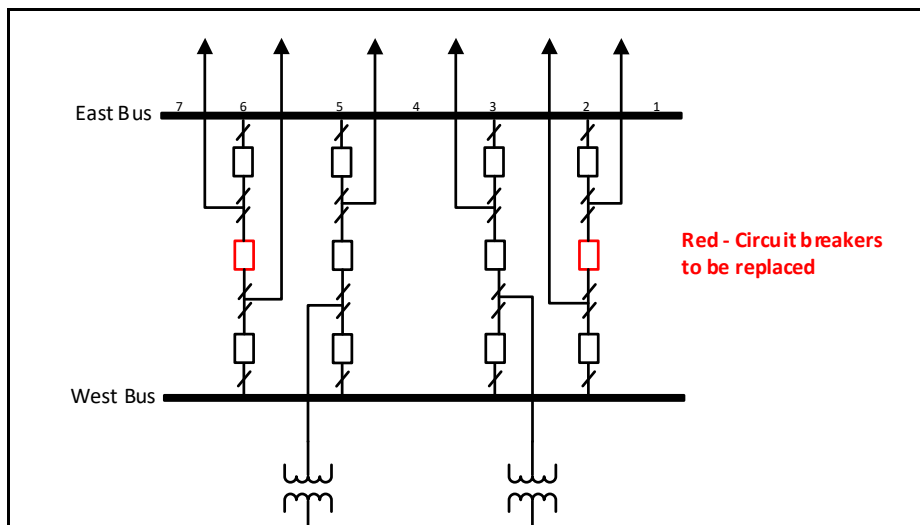 7 6 5 4 3 2 1
East Bus
Red - Circuit breakers
to be replaced
West Bus